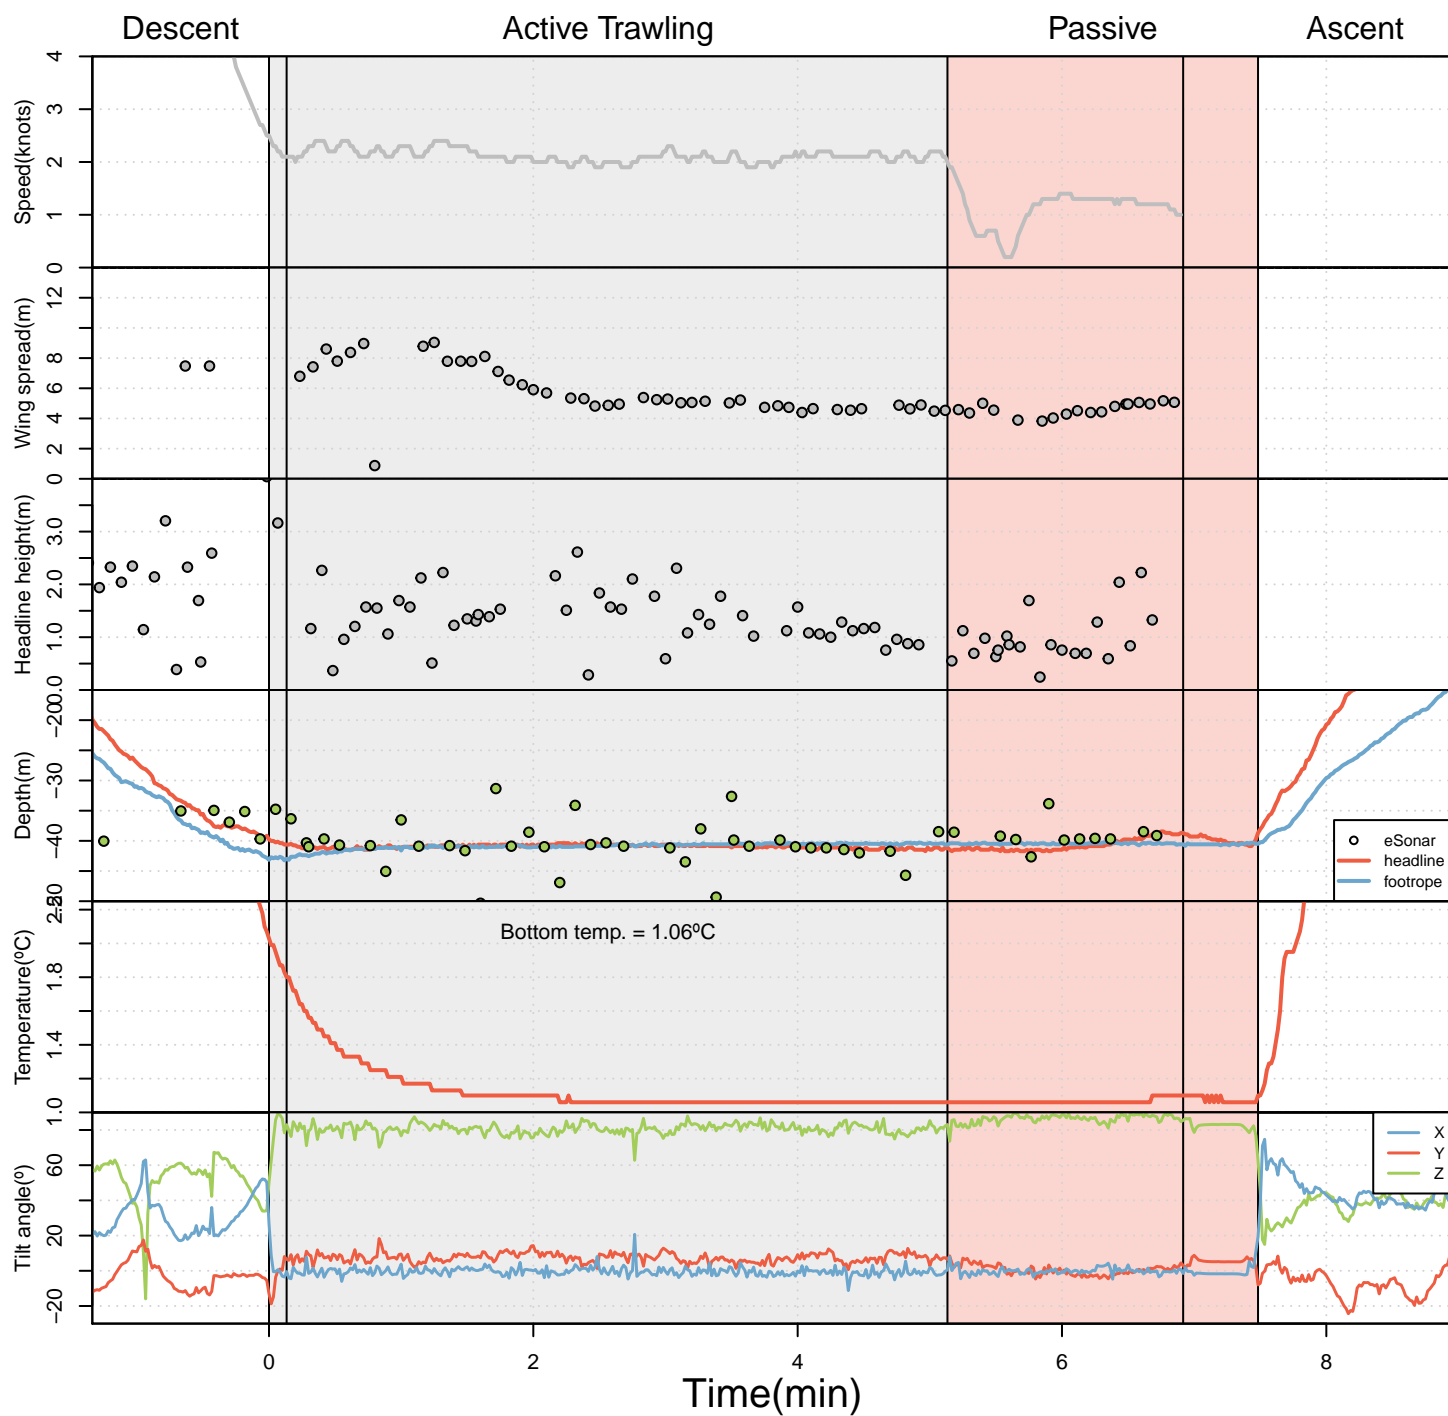 Descent Active Trawling Passive Ascent
Speed(knots)
4
3
2
1
0
Wing spread(m)
12
8
6
4
2
0
Headline height(m)
3.0
2.0
1.0
Depth(m)
−30
−40
eSonar
headline
footrope
Temperature(ºC)
1.8
1.4
1.0
Bottom temp. = 1.06ºC
Tilt angle(º)
60
20
−20
X
Y
Z
0 2 4 6 8
Time(min)